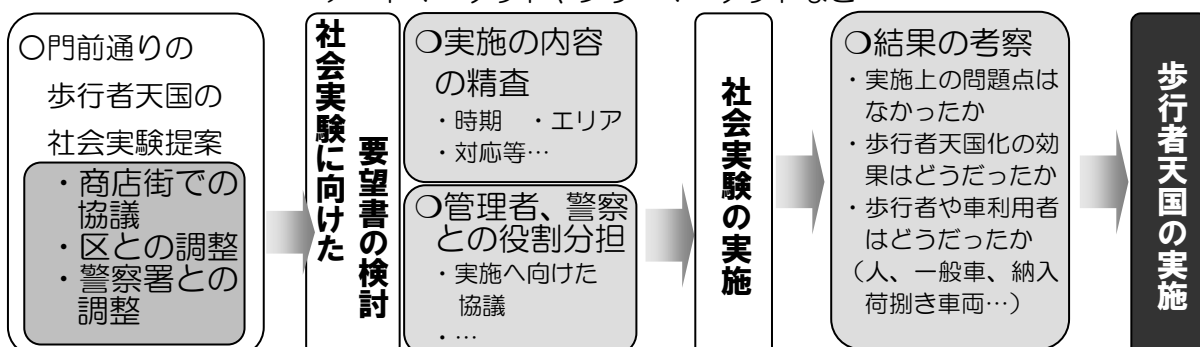 〇門前通りの
歩行者天国の
社会実験提案
・商店街での
協議
・区との調整
・警察署との
調整
社会実験に向けた
要望書の検討
〇実施の内容
の精査
・時期 ・エリア
・対応等…
〇管理者、警察
との役割分担
・実施へ向けた
協議
・…
社会実験の実施
〇結果の考察
・実施上の問題点は
なかったか
・歩行者天国化の効
果はどうだったか
・歩行者や車利用者
はどうだったか
（人、一般車、納入
荷捌き車両…）
歩行者天国の実施